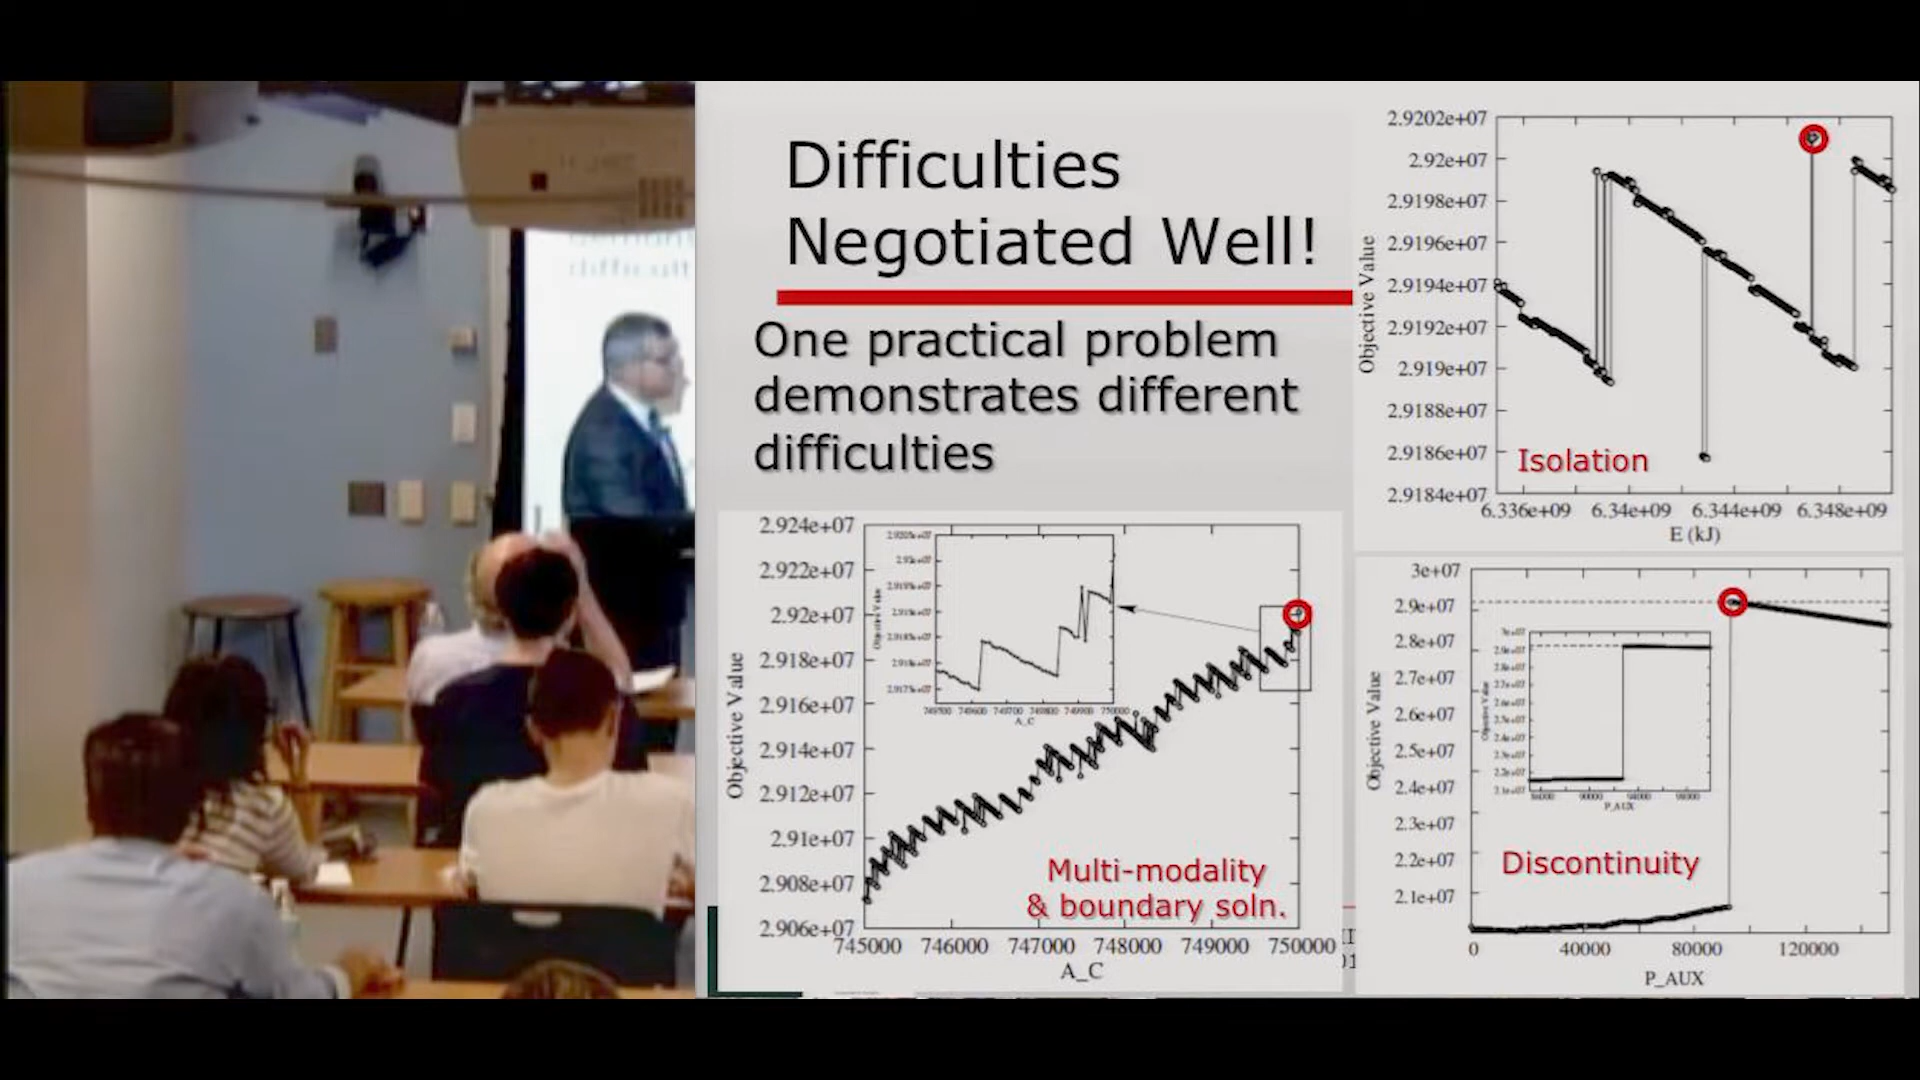 Difficulties
Negotiated Well!
One practical problem
demonstrates different
difficulties
2.9202e+07
2.92e+07
2.9198e+07
2.9196e+07
2.9194e+07
2.9192e+07
2.919e+07
2.9188e+07
2.9186e+07
2.9184e+07
Objective Value
Isolation
6.336e+09 6.34e+09 6.344e+09 6.348e+09
E (kJ)
2.924e+07
2.922e+07
2.92e+07
2.918e+07
2.916e+07
2.914e+07
2.912e+07
2.91e+07
2.908e+07
2.906e+07
Objective Value
A_C
Multi-modality
& boundary soln.
745000 746000 747000 748000 749000 750000
A_C
3e+07
2.9e+07
2.8e+07
2.7e+07
2.6e+07
2.5e+07
2.4e+07
2.3e+07
2.2e+07
2.1e+07
Objective Value
P_AUX
Discontinuity
0 40000 80000 120000
P_AUX